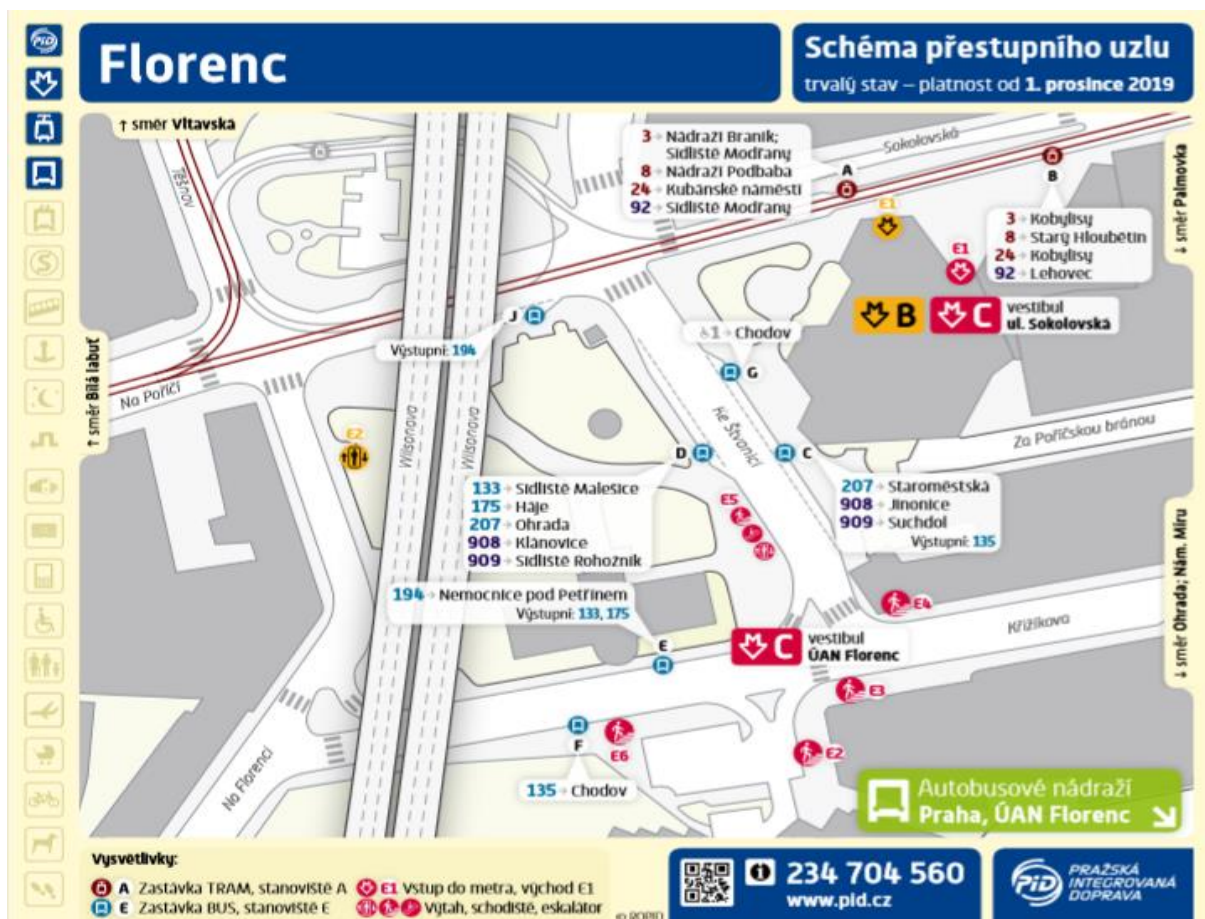 PID
Florenc
Schéma přestupního uzlu
trvalý stav – platnost od 1. prosince 2019
↑ směr Vltavská
Těšnov
3 → Nádraží Braník;
Sídliště Modřany
8 → Nádraží Podbaba
24 → Kubánské náměstí
92 → Sídliště Modřany
A
Sokolovská
B
3 → Kobylisy
8 → Starý Hloubětín
24 → Kobylisy
92 → Lehovec
↓ směr Palmovka
E1
E1
B
C
vestibul
ul. Sokolovská
J
Výstupní: 194
1 → Chodov
G
↑ směr Bílá labuť
Na Poříčí
Wilsonova
Wilsonova
Ke Štvanici
Za Poříčskou bránou
E2
D
C
133 → Sídliště Malešice
175 → Háje
207 → Ohrada
908 → Klánovice
909 → Sídliště Rohožník
E5
207 → Staroměstská
908 → Jinonice
909 → Suchdol
Výstupní: 135
↓ směr Ohrada; Nám. Míru
194 → Nemocnice pod Petřínem
Výstupní: 133, 175
E
E4
Křižíkova
C
vestibul
ÚAN Florenc
E3
F
E6
E2
135 → Chodov
Na Florenci
Autobusové nádraží
Praha, ÚAN Florenc
Vysvětlivky:
A Zastávka TRAM, stanoviště A
E1 Vstup do metra, východ E1
E Zastávka BUS, stanoviště E
Výtah, schodiště, eskalátor
© ROPID
234 704 560
www.pid.cz
PID
PRAŽSKÁ
INTEGROVANÁ
DOPRAVA